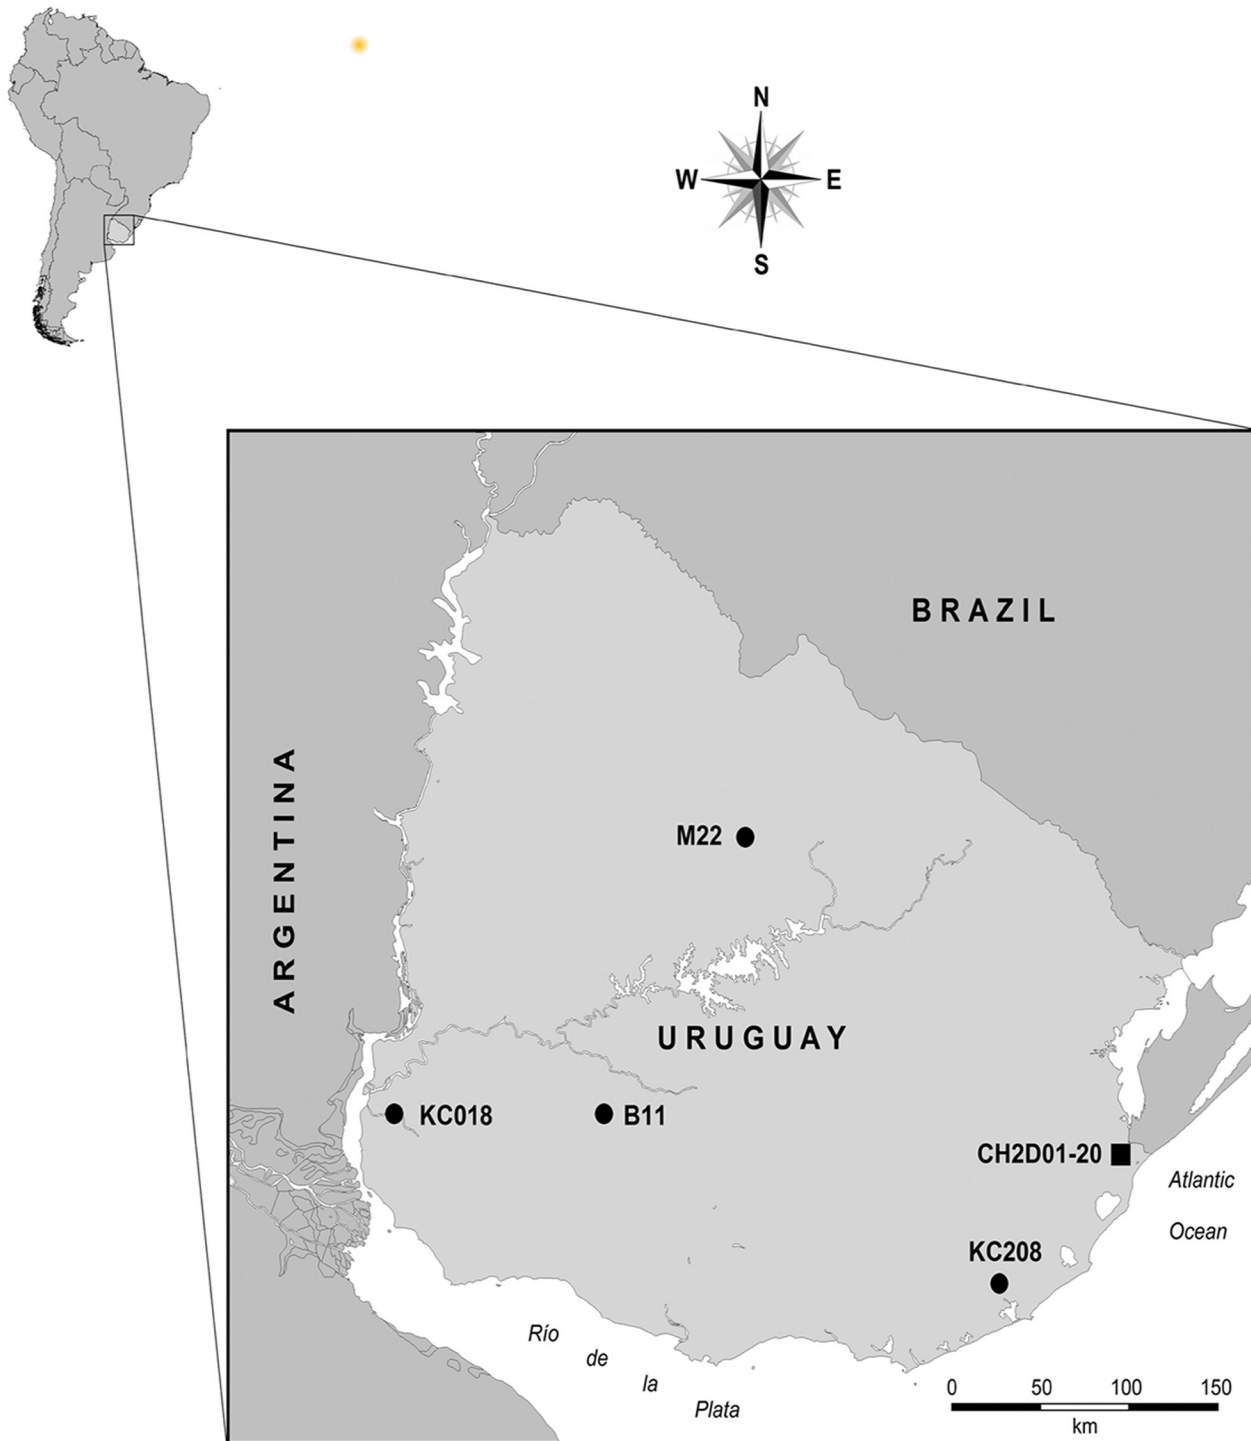 N
W
E
S
BRAZIL
ARGENTINA
M22
URUGUAY
KC018
B11
CH2D01-20
Atlantic
Ocean
KC208
Río
de
la
Plata
0 50 100 150
km